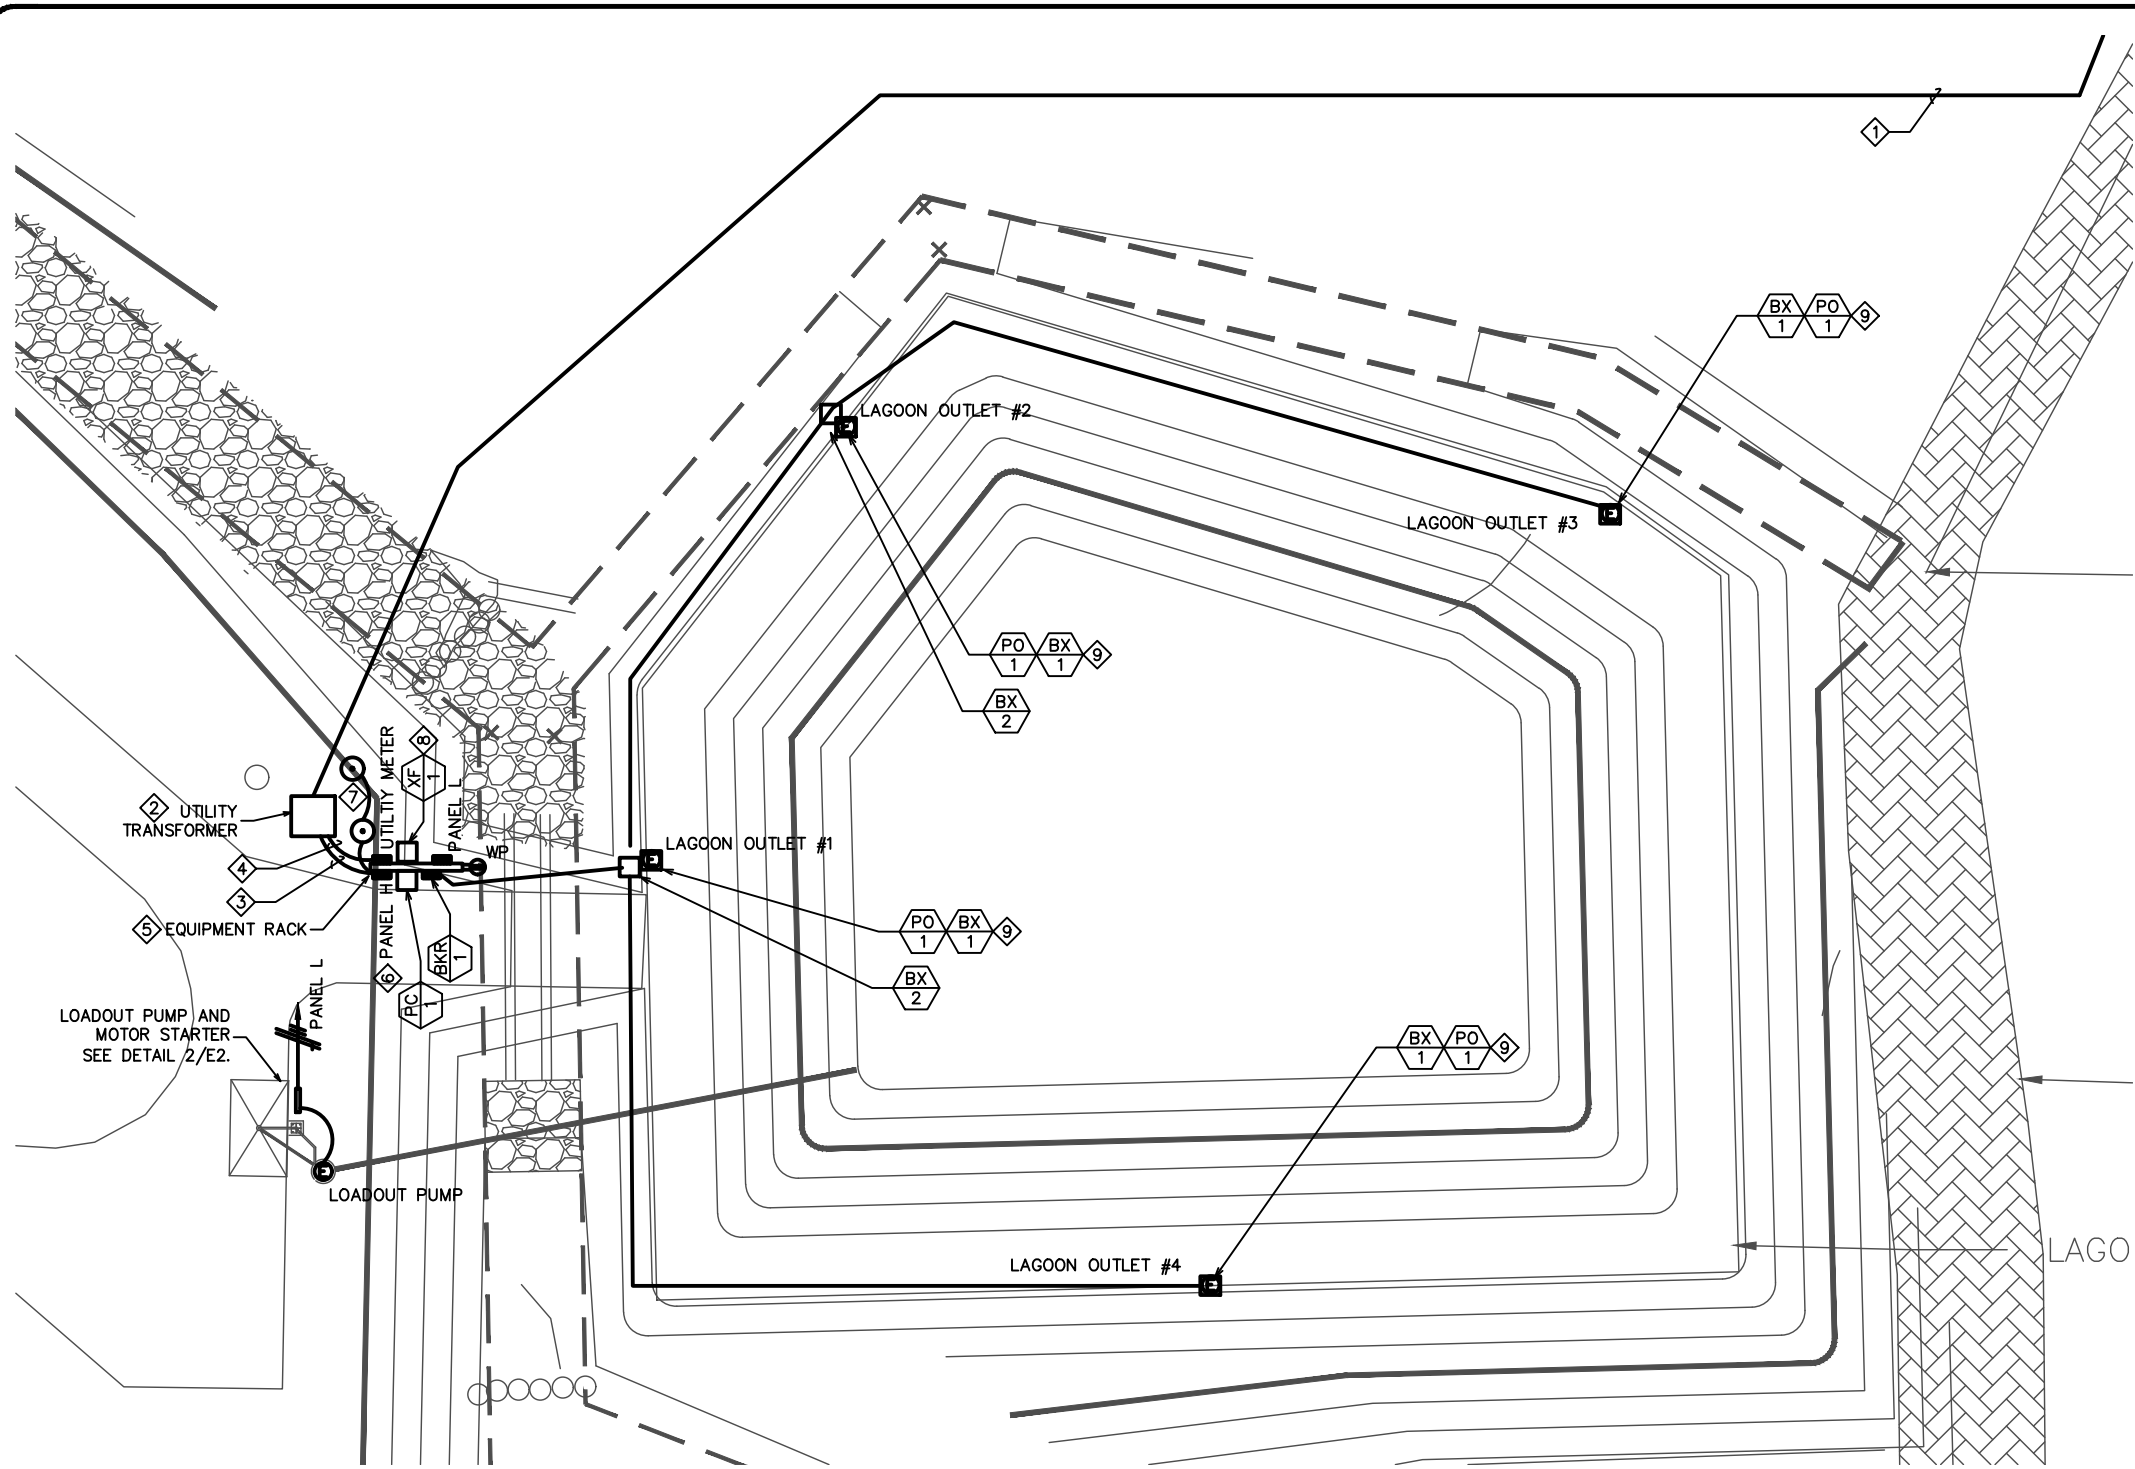 1
BX PO 9
1 1
LAGOON OUTLET #2
LAGOON OUTLET #3
PO BX 9
1 1
BX
2
UTILITIY METER
8
XF
1
PANEL L
7
2 UTILITY
TRANSFORMER
WP
LAGOON OUTLET #1
4
3
5 EQUIPMENT RACK
6 PANEL H
BKR
1
PC
1
PO BX 9
1 1
BX
2
PANEL L
LOADOUT PUMP AND
MOTOR STARTER
SEE DETAIL 2/E2.
BX PO 9
1 1
LOADOUT PUMP
LAGOON OUTLET #4
LAGO